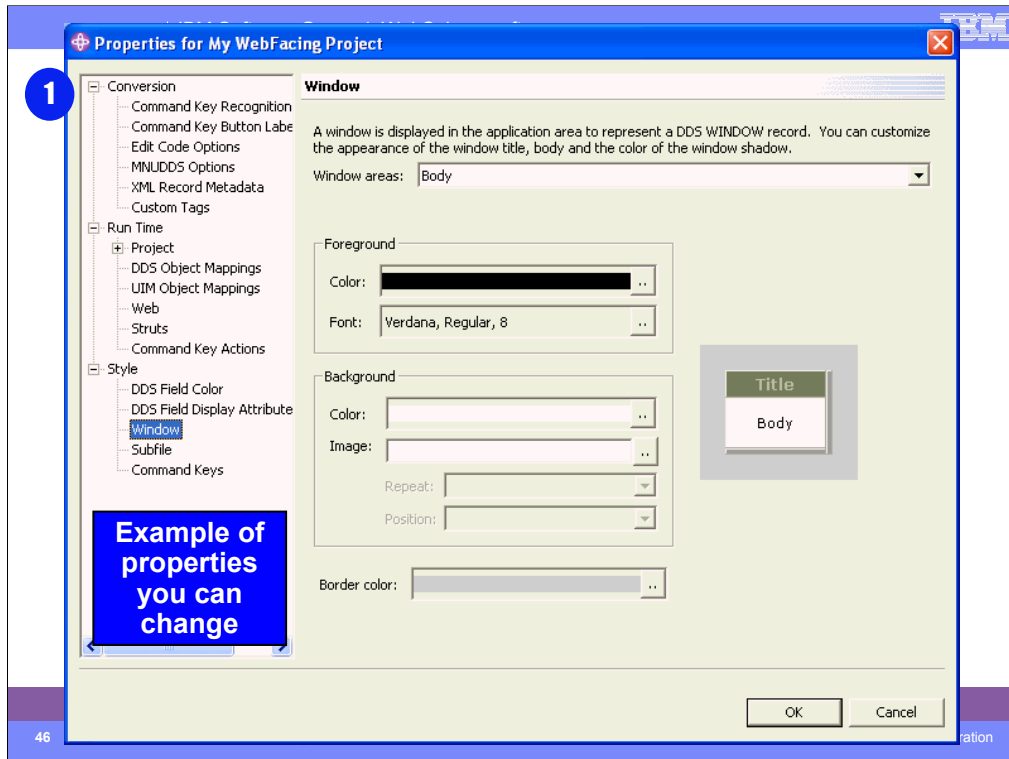 IBM
Properties for My WebFacing Project
1
Conversion
Command Key Recognition
Command Key Button Labe
Edit Code Options
MNUDDS Options
XML Record Metadata
Custom Tags
Run Time
Project
DDS Object Mappings
UIM Object Mappings
Web
Struts
Command Key Actions
Style
DDS Field Color
DDS Field Display Attribute
Window
Subfile
Command Keys
Example of
properties
you can
change
Window
A window is displayed in the application area to represent a DDS WINDOW record. You can customize
the appearance of the window title, body and the color of the window shadow.
Window areas: Body
Foreground
Color:
Font: Verdana, Regular, 8
Background
Color:
Image:
Repeat:
Position:
Border color:
Title
Body
OK Cancel
46
ration